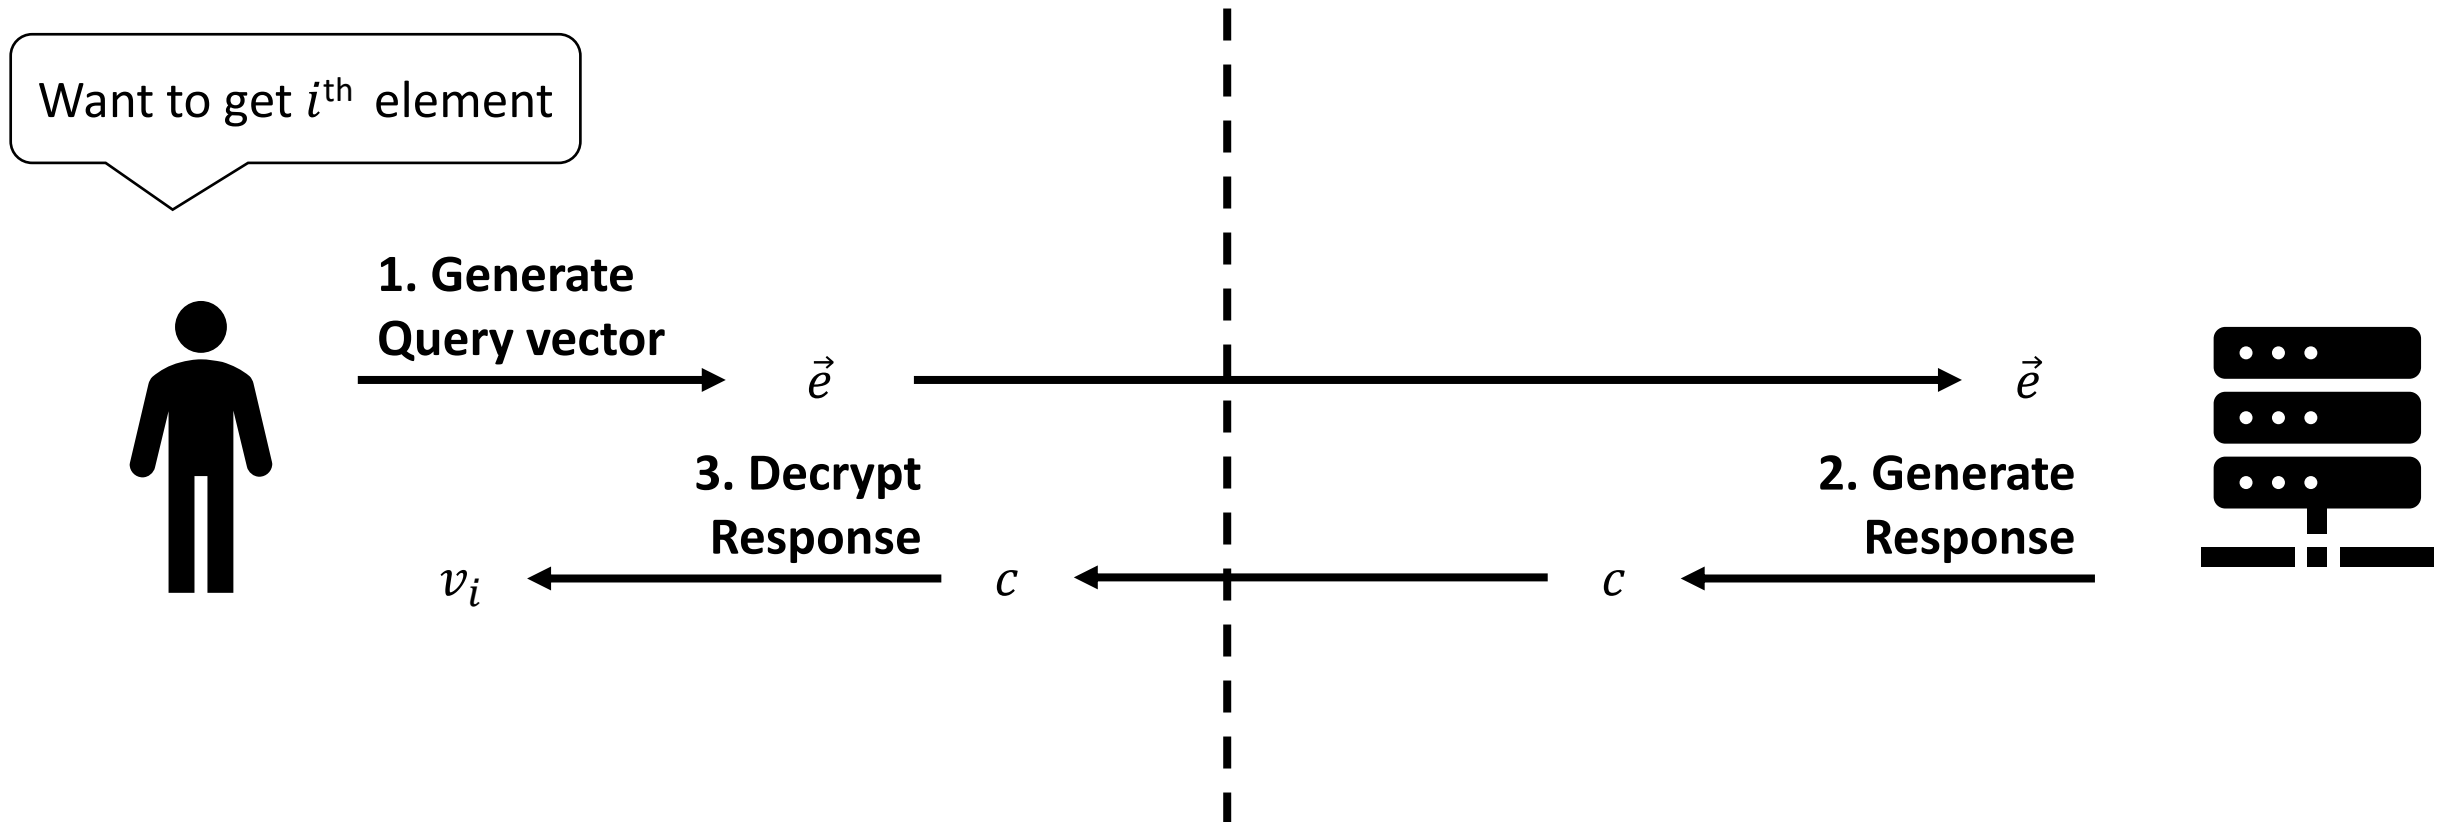 Want to get iᵗʰ element
1. Generate
Query vector
e⃗
e⃗
3. Decrypt
Response
2. Generate
Response
vᵢ
c
c